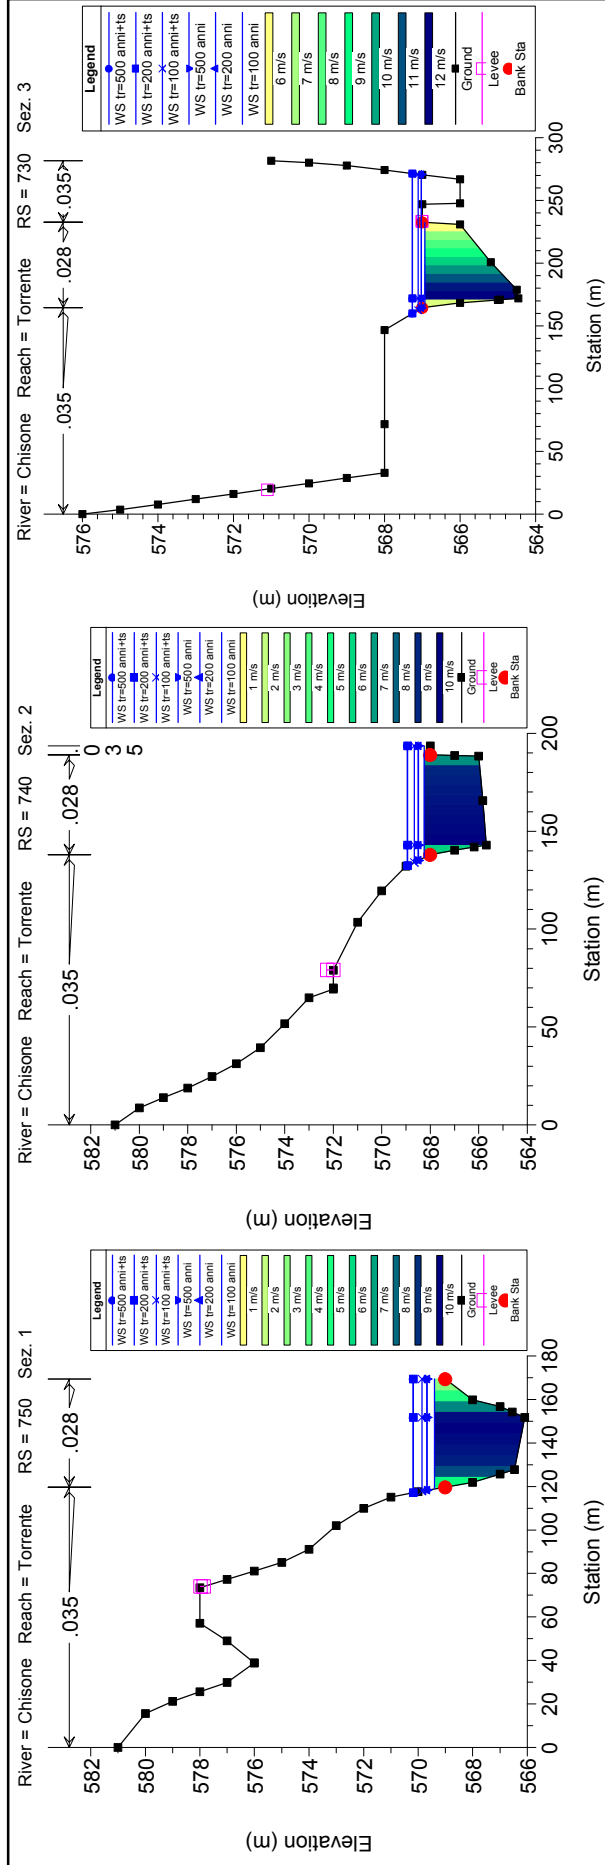 River = Chisone   Reach = Torrente      RS = 750    Sez. 1
.035
.028
582
580
578
576
574
572
570
568
566
Elevation (m)
0
20
40
60
80
100
120
140
160
180
Station (m)
Legend
WS tr=500 anni+ts
WS tr=200 anni+ts
WS tr=100 anni+ts
WS tr=500 anni
WS tr=200 anni
WS tr=100 anni
1 m/s
2 m/s
3 m/s
4 m/s
5 m/s
6 m/s
7 m/s
8 m/s
9 m/s
10 m/s
Ground
Levee
Bank Sta
River = Chisone   Reach = Torrente      RS = 740    Sez. 2
.035
.028
.
0
3
5
582
580
578
576
574
572
570
568
566
564
Elevation (m)
0
50
100
150
200
Station (m)
Legend
WS tr=500 anni+ts
WS tr=200 anni+ts
WS tr=100 anni+ts
WS tr=500 anni
WS tr=200 anni
WS tr=100 anni
1 m/s
2 m/s
3 m/s
4 m/s
5 m/s
6 m/s
7 m/s
8 m/s
9 m/s
10 m/s
Ground
Levee
Bank Sta
River = Chisone   Reach = Torrente      RS = 730    Sez. 3
.035
.028
.035
576
574
572
570
568
566
564
Elevation (m)
0
50
100
150
200
250
300
Station (m)
Legend
WS tr=500 anni+ts
WS tr=200 anni+ts
WS tr=100 anni+ts
WS tr=500 anni
WS tr=200 anni
WS tr=100 anni
6 m/s
7 m/s
8 m/s
9 m/s
10 m/s
11 m/s
12 m/s
Ground
Levee
Bank Sta